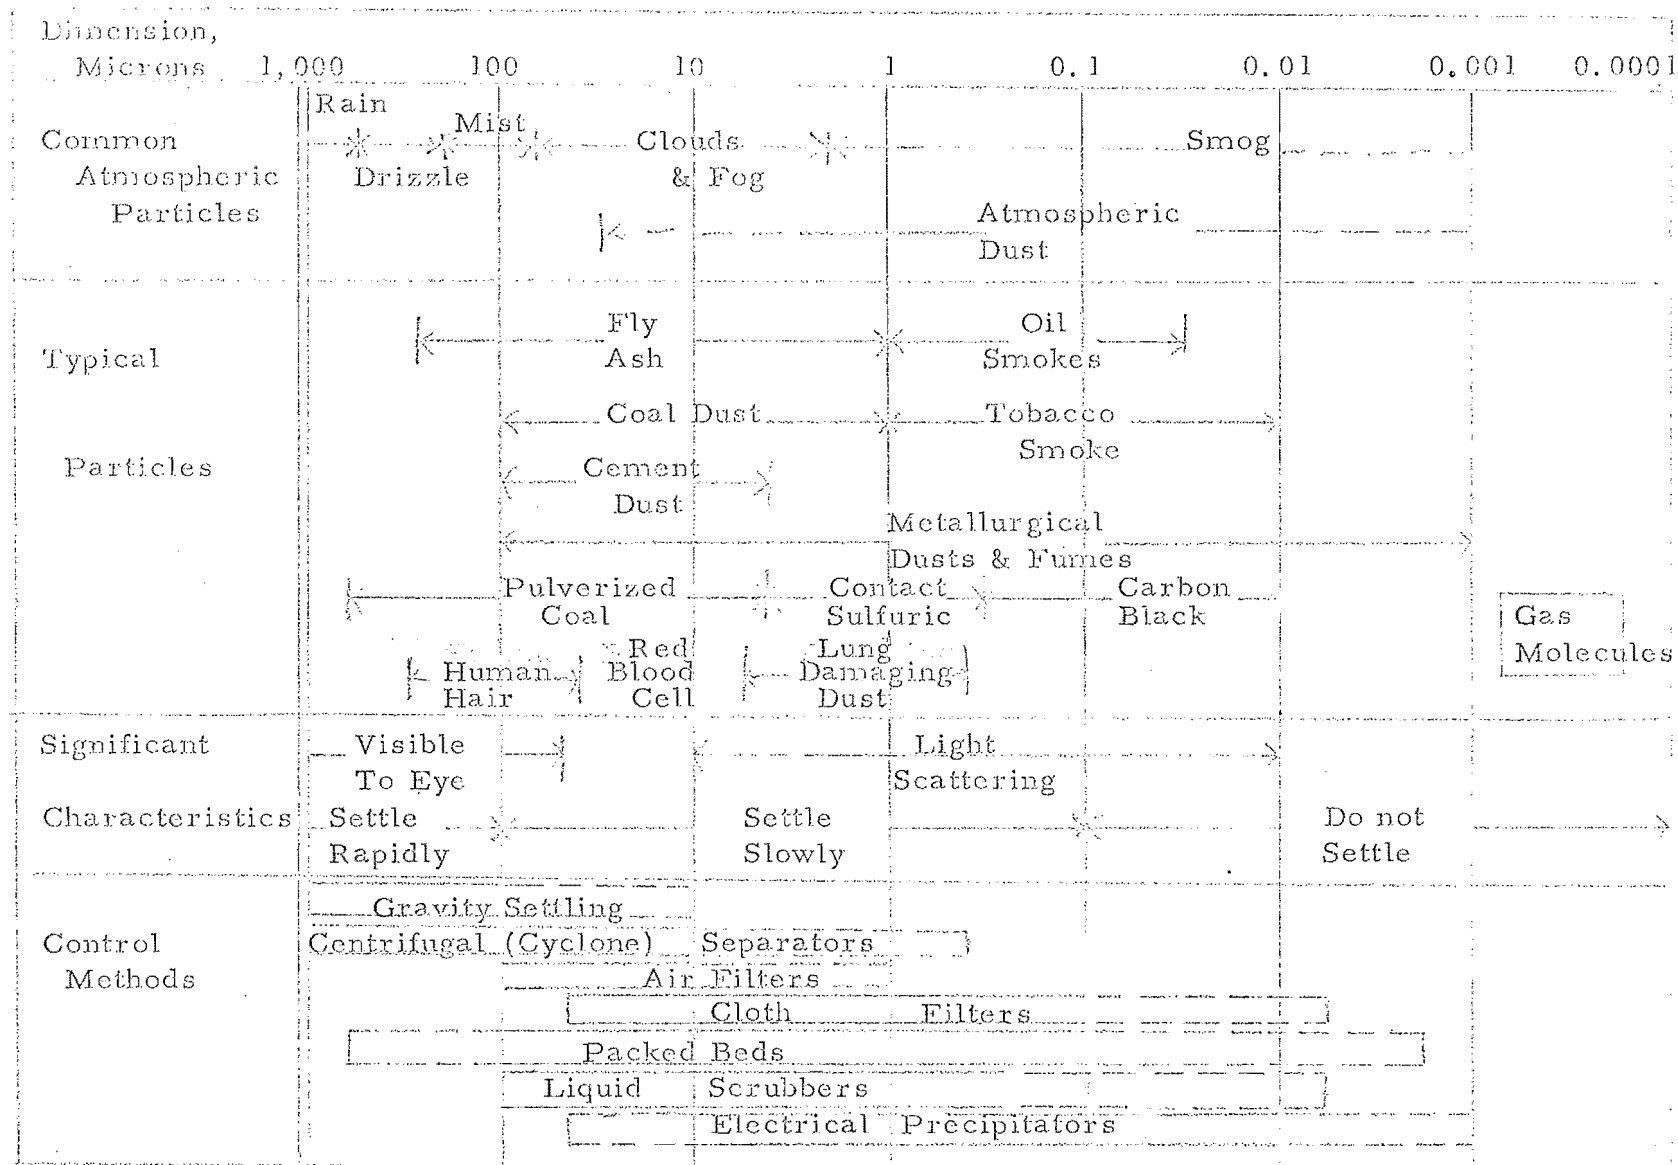 Dimension,
Microns 1,000 100 10 1 0.1 0.01 0.001 0.0001
Rain
Mist
Common Clouds Smog
Atmospheric Drizzle & Fog
Particles Atmospheric
Dust
Fly Oil
Typical Ash Smokes
Coal Dust Tobacco
Smoke
Particles Cement
Dust
Metallurgical
Dusts & Fumes
Pulverized Contact Carbon
Coal Sulfuric Black Gas
Molecules
Red Lung
Human Blood Damaging
Hair Cell Dust
Significant Visible Light
To Eye Scattering
Characteristics Settle Settle Do not
Rapidly Slowly Settle
Gravity Settling
Control Centrifugal (Cyclone) Separators
Methods Air Filters
Cloth Filters
Packed Beds
Liquid Scrubbers
Electrical Precipitators